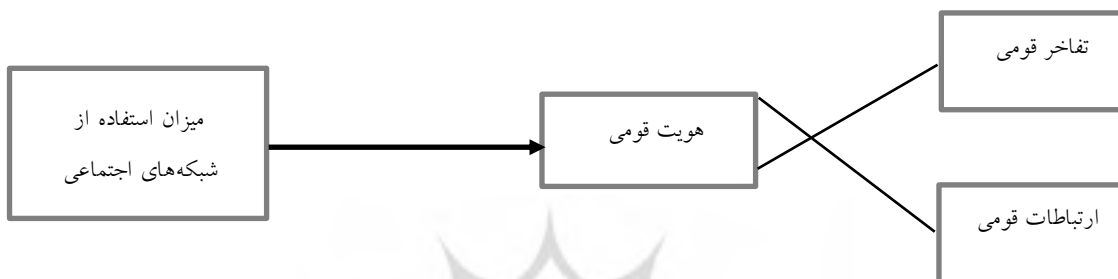 تفاخر قومی
میزان استفاده از
شبکه‌های اجتماعی
هویت قومی
ارتباطات قومی